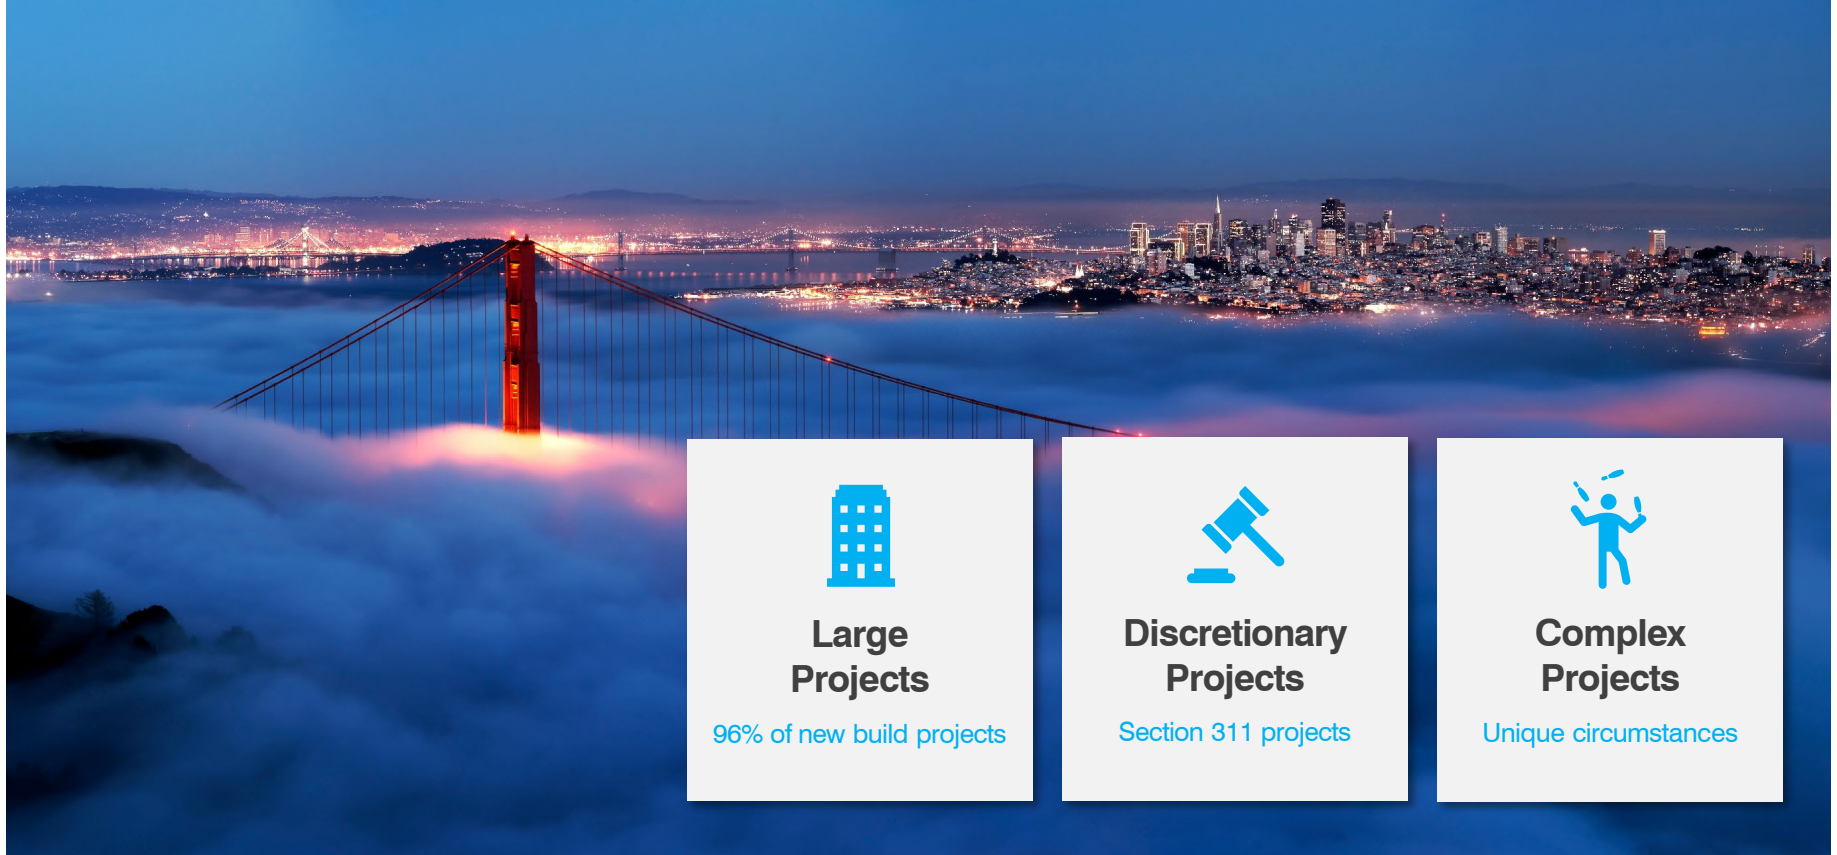 Large
Projects
96% of new build projects
Discretionary
Projects
Section 311 projects
Complex
Projects
Unique circumstances